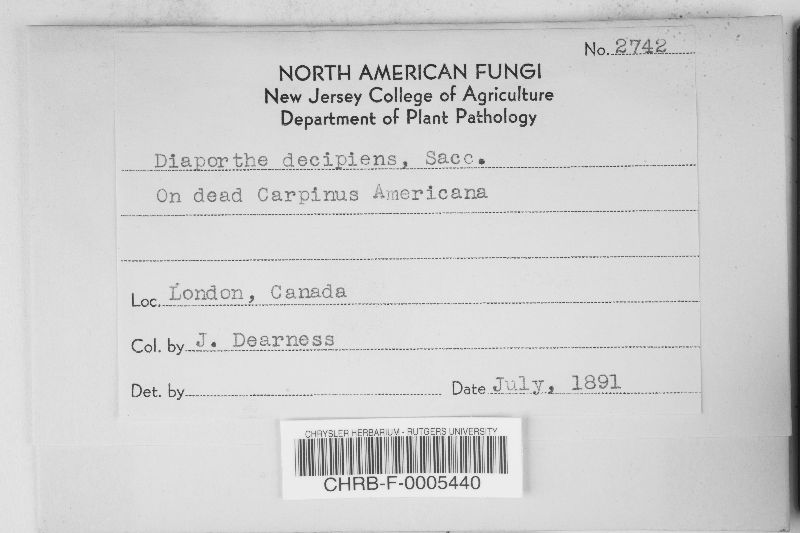 No. 2742
NORTH AMERICAN FUNGI
New Jersey College of Agriculture
Department of Plant Pathology
Diaporthe decipiens, Sacc.
On dead Carpinus Americana
Loc. London, Canada
Col. by J. Dearness
Det. by
Date July, 1891
CHRYSLER HERBARIUM - RUTGERS UNIVERSITY
CHRB-F-0005440